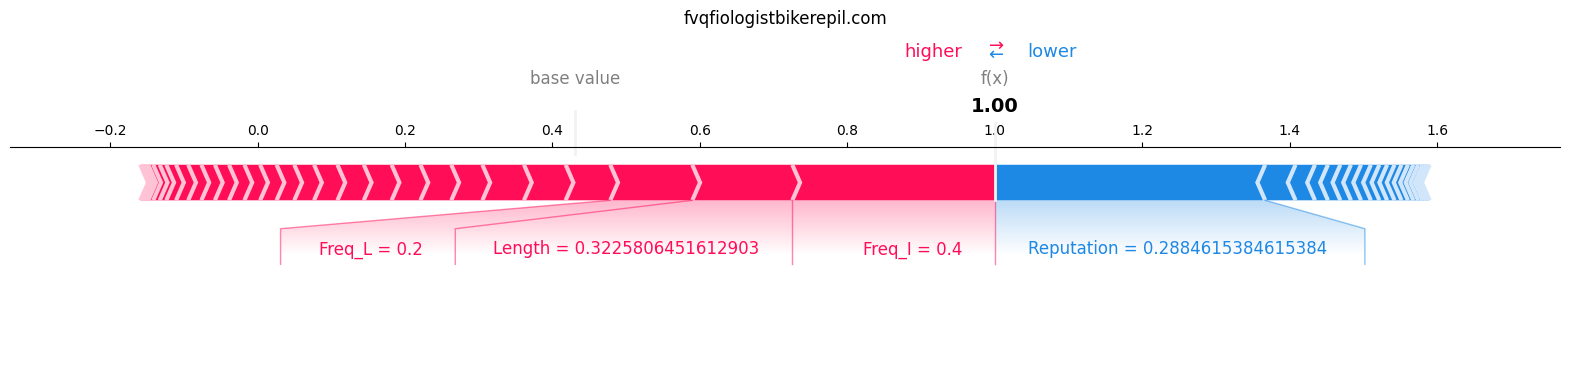 fvqfiologistbikerepil.com
higher ⇄ lower
base value f(x)
1.00
−0.2 0.0 0.2 0.4 0.6 0.8 1.0 1.2 1.4 1.6
Freq_L = 0.2 Length = 0.3225806451612903 Freq_I = 0.4 Reputation = 0.2884615384615384